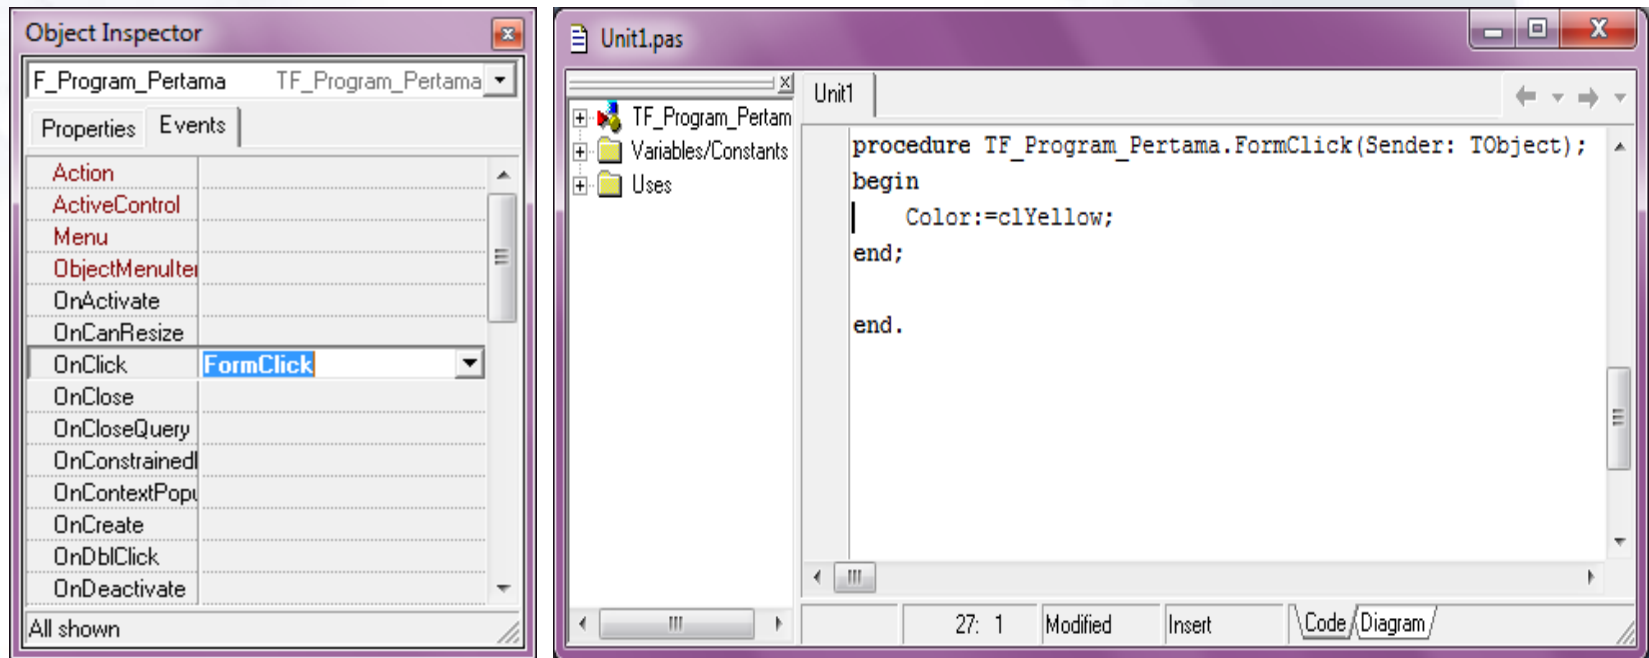 Object Inspector
F_Program_Pertama TF_Program_Pertama
Properties Events
Action
ActiveControl
Menu
ObjectMenuIte
OnActivate
OnCanResize
OnClick FormClick
OnClose
OnCloseQuery
OnConstrained
OnContextPopu
OnCreate
OnDblClick
OnDeactivate
All shown
Unit1.pas
TF_Program_Pertam
Variables/Constants
Uses
Unit1
procedure TF_Program_Pertama.FormClick(Sender: TObject);
begin
Color:=clYellow;
end;
end.
27: 1 Modified Insert Code Diagram